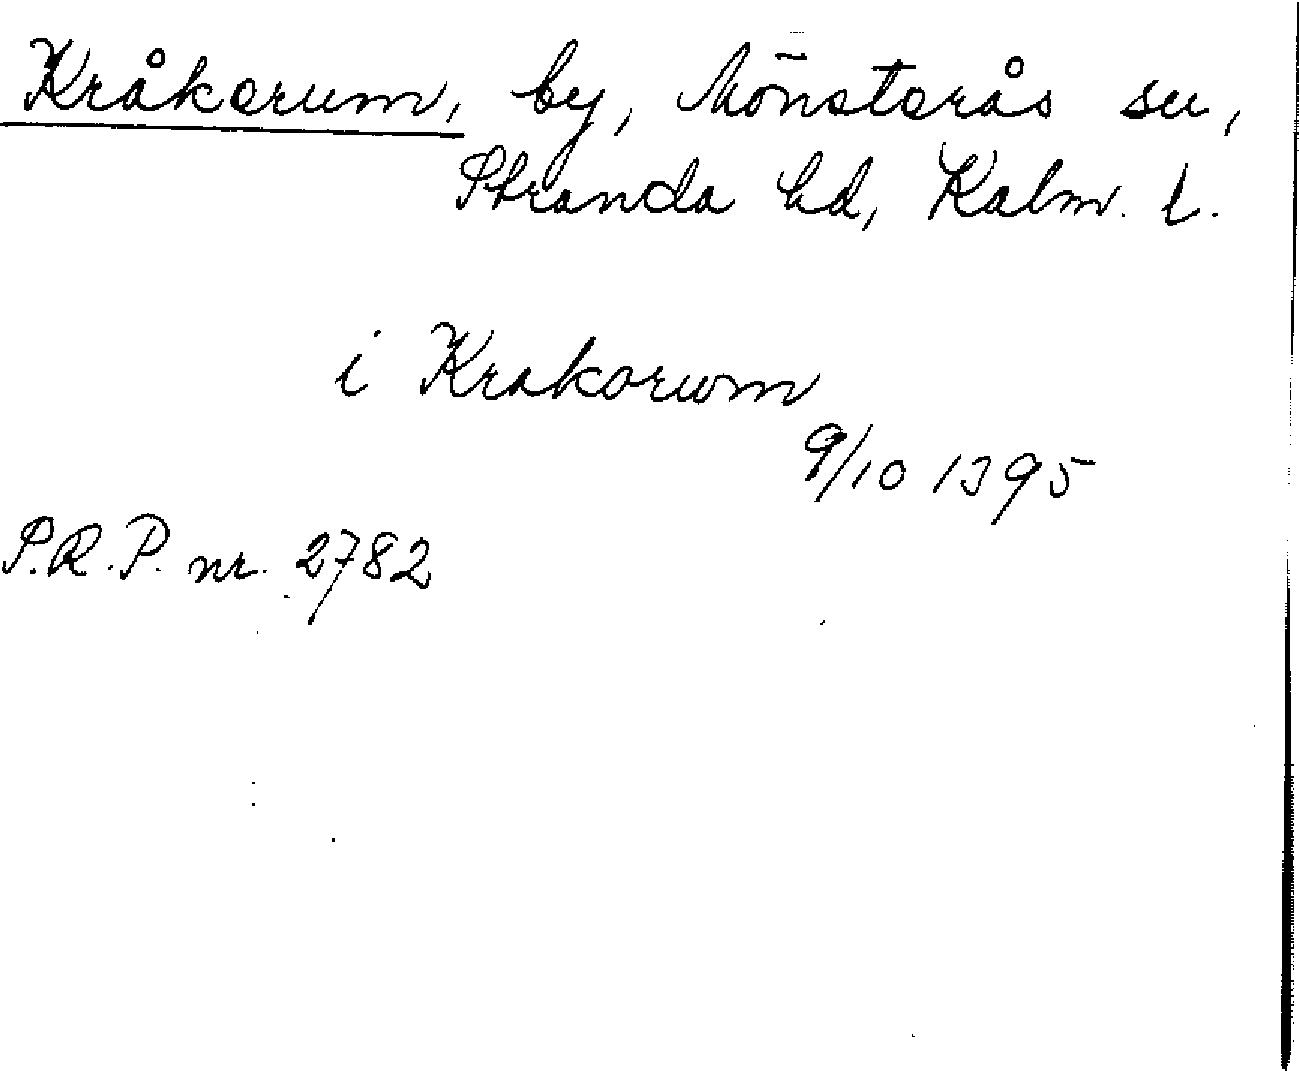 Kråkerum, by, Mönsterås sn,
Stranda hd, Kalm. l.
i Krakorum
9/10 1395
S.R.P. nr. 2782